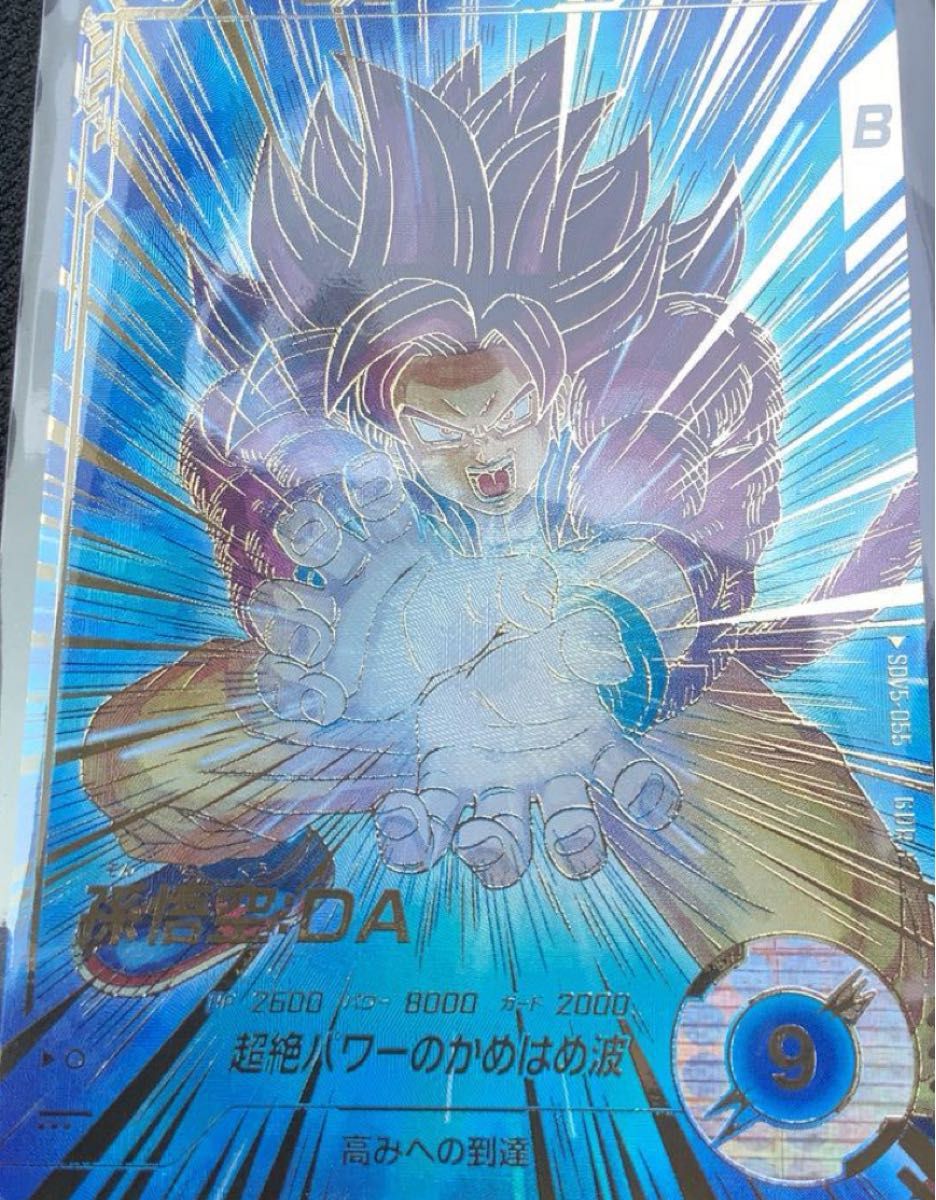 B
▶SDV5-055
孫悟空:DA
HP 2600 パワー 8000 ガード 2000
超絶パワーのかめはめ波
9
高みへの到達